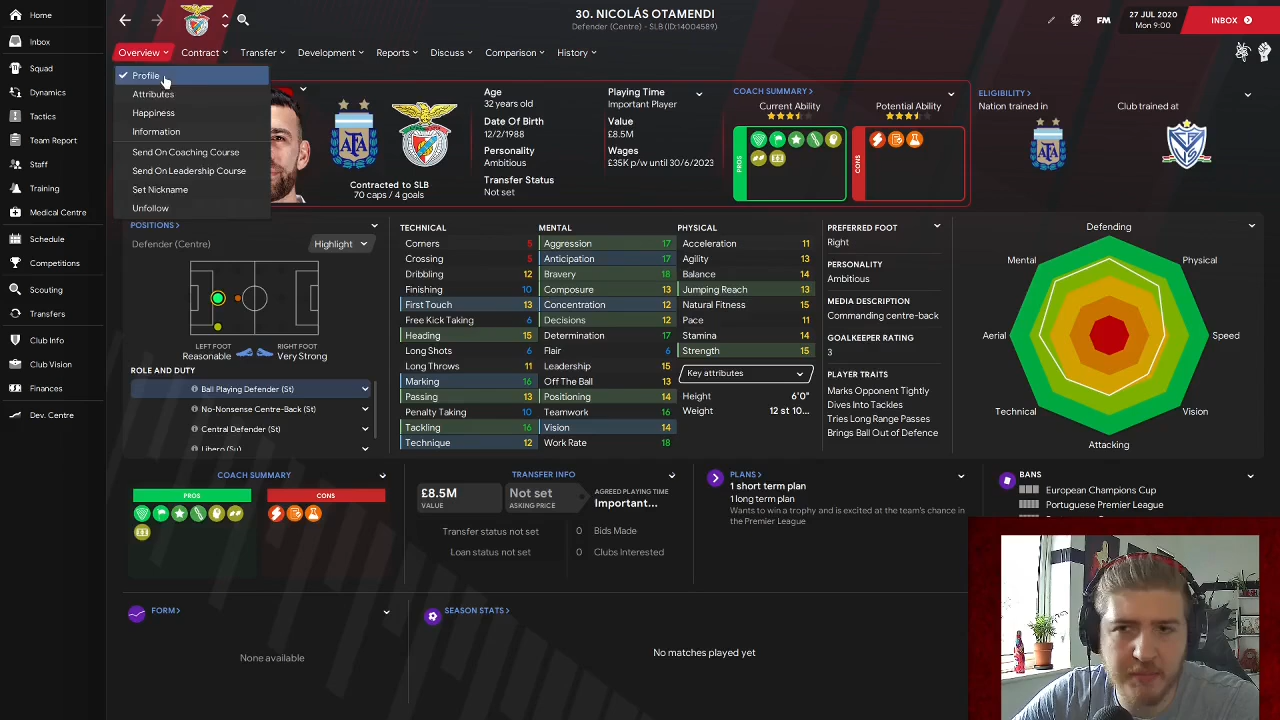 Home
Inbox
Squad
Dynamics
Tactics
Team Report
Staff
Training
Medical Centre
Schedule
Competitions
Scouting
Transfers
Club Info
Club Vision
Finances
Dev. Centre
30. NICOLÁS OTAMENDI
Defender (Centre) - SLB (ID:14004589)
FM
27 JUL 2020
Mon 9:00
INBOX
Overview
Contract
Transfer
Development
Reports
Discuss
Comparison
History
Profile
Attributes
Happiness
Information
Send On Coaching Course
Send On Leadership Course
Set Nickname
Unfollow
Contracted to SLB
70 caps / 4 goals
Age
32 years old
Date Of Birth
12/2/1988
Personality
Ambitious
Transfer Status
Not set
Playing Time
Important Player
Value
£8.5M
Wages
£35K p/w until 30/6/2023
COACH SUMMARY
Current Ability
Potential Ability
PROS
CONS
ELIGIBILITY
Nation trained in
Club trained at
POSITIONS
Defender (Centre)
Highlight
LEFT FOOT
Reasonable
RIGHT FOOT
Very Strong
ROLE AND DUTY
Ball Playing Defender (St)
No-Nonsense Centre-Back (St)
Central Defender (St)
Libero (Su)
TECHNICAL
Corners 5
Crossing 5
Dribbling 12
Finishing 10
First Touch 13
Free Kick Taking 6
Heading 15
Long Shots 6
Long Throws 11
Marking 16
Passing 13
Penalty Taking 10
Tackling 16
Technique 12
MENTAL
Aggression 17
Anticipation 17
Bravery 18
Composure 13
Concentration 12
Decisions 12
Determination 17
Flair 6
Leadership 15
Off The Ball 13
Positioning 14
Teamwork 16
Vision 14
Work Rate 18
PHYSICAL
Acceleration 11
Agility 13
Balance 14
Jumping Reach 13
Natural Fitness 15
Pace 11
Stamina 14
Strength 15
Key attributes
Height 6'0"
Weight 12 st 10...
PREFERRED FOOT
Right
PERSONALITY
Ambitious
MEDIA DESCRIPTION
Commanding centre-back
GOALKEEPER RATING
3
PLAYER TRAITS
Marks Opponent Tightly
Dives Into Tackles
Tries Long Range Passes
Brings Ball Out of Defence
Defending
Physical
Speed
Vision
Attacking
Technical
Aerial
Mental
COACH SUMMARY
PROS
CONS
TRANSFER INFO
£8.5M
VALUE
Not set
ASKING PRICE
AGREED PLAYING TIME
Important...
Transfer status not set
0 Bids Made
Loan status not set
0 Clubs Interested
PLANS
1 short term plan
1 long term plan
Wants to win a trophy and is excited at the team's chance in
the Premier League
BANS
European Champions Cup
Portuguese Premier League
FORM
None available
SEASON STATS
No matches played yet